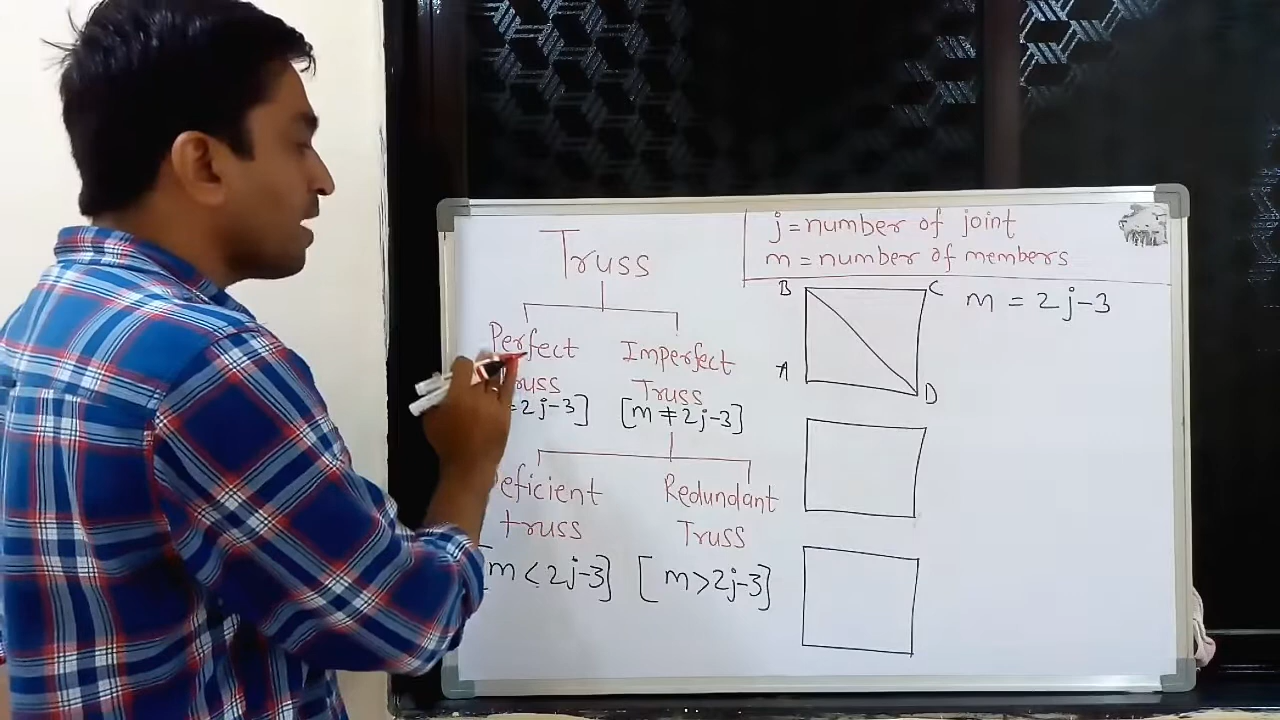 Truss
j = number of joint
m = number of members
Perfect
Imperfect
Truss
=2j-3]
[m ≠ 2j-3]
B
C
m = 2j-3
A
D
Redundant
truss
Truss
m < 2j-3]
[m > 2j-3]